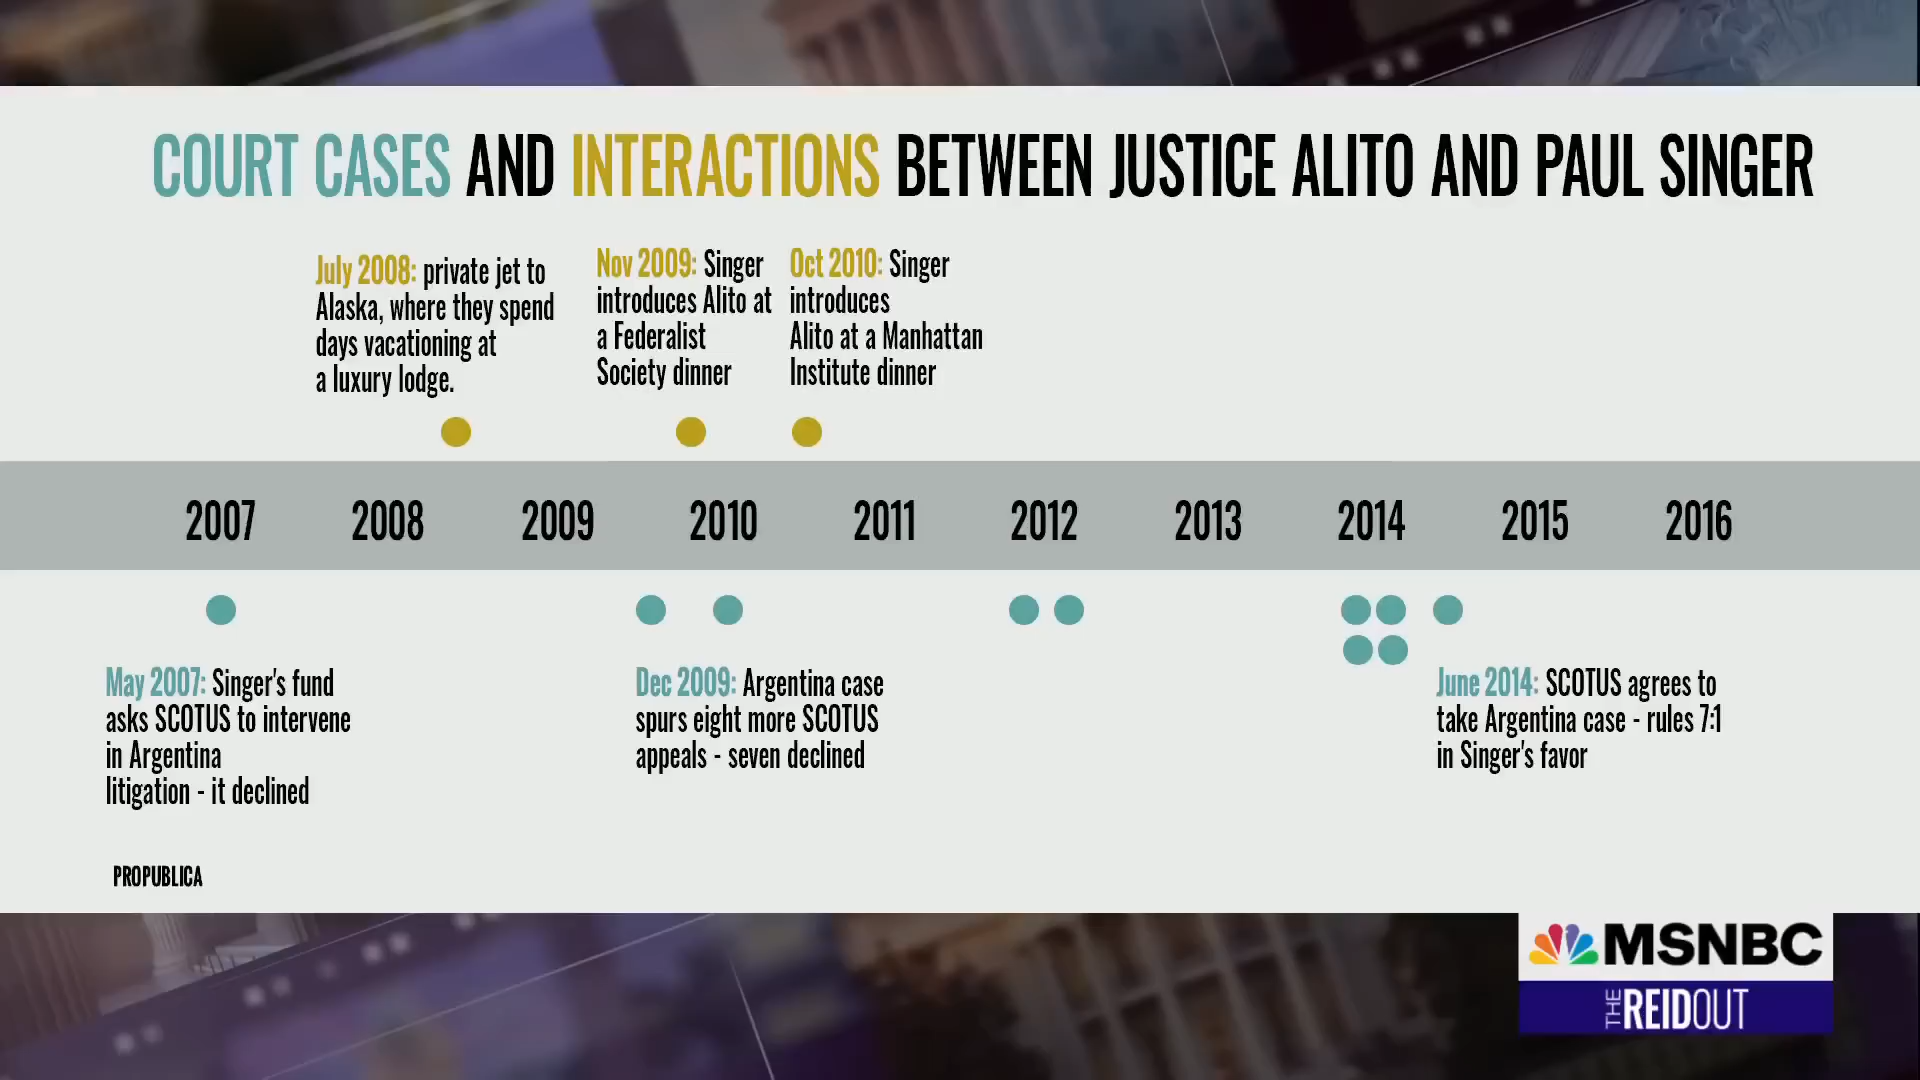 COURT CASES AND INTERACTIONS BETWEEN JUSTICE ALITO AND PAUL SINGER
July 2008: private jet to
Alaska, where they spend
days vacationing at
a luxury lodge.
Nov 2009: Singer
introduces Alito at
a Federalist
Society dinner
Oct 2010: Singer
introduces
Alito at a Manhattan
Institute dinner
2007 2008 2009 2010 2011 2012 2013 2014 2015 2016
May 2007: Singer's fund
asks SCOTUS to intervene
in Argentina
litigation - it declined
Dec 2009: Argentina case
spurs eight more SCOTUS
appeals - seven declined
June 2014: SCOTUS agrees to
take Argentina case - rules 7:1
in Singer's favor
PROPUBLICA
MSNBC
THE REIDOUT